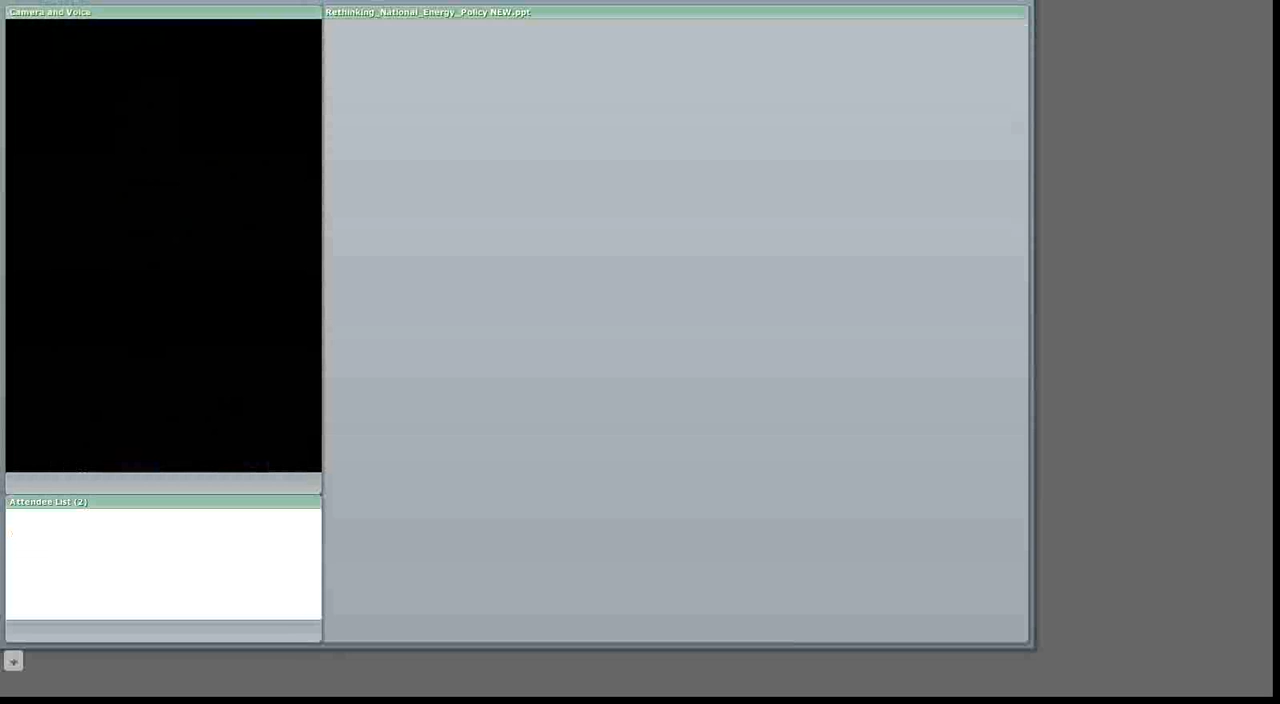 Camera and Voice
Rethinking_National_Energy_Policy NEW.ppt
Attendee List (2)